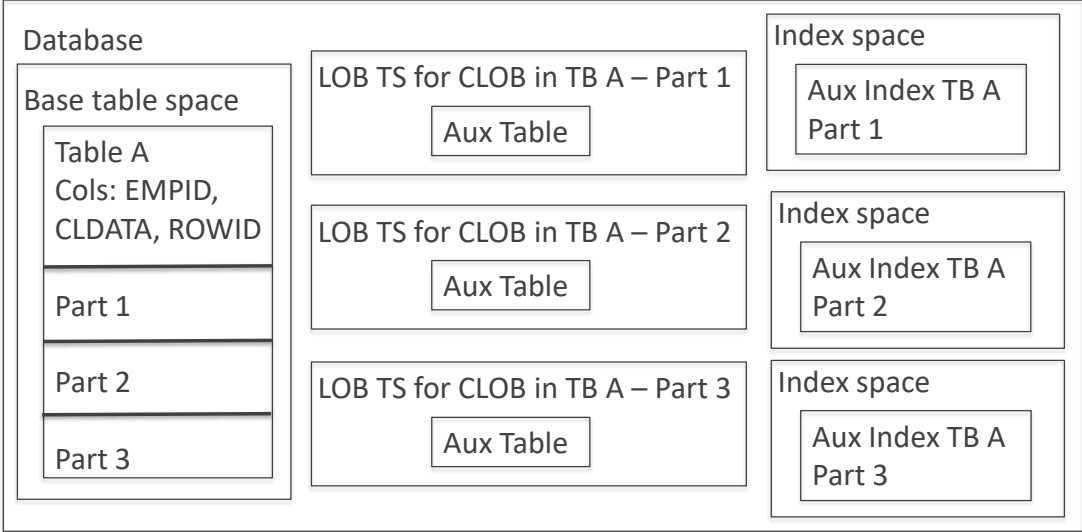 Database
Base table space
Table A
Cols: EMPID,
CLDATA, ROWID
Part 1
Part 2
Part 3
LOB TS for CLOB in TB A – Part 1
Aux Table
LOB TS for CLOB in TB A – Part 2
Aux Table
LOB TS for CLOB in TB A – Part 3
Aux Table
Index space
Aux Index TB A
Part 1
Index space
Aux Index TB A
Part 2
Index space
Aux Index TB A
Part 3